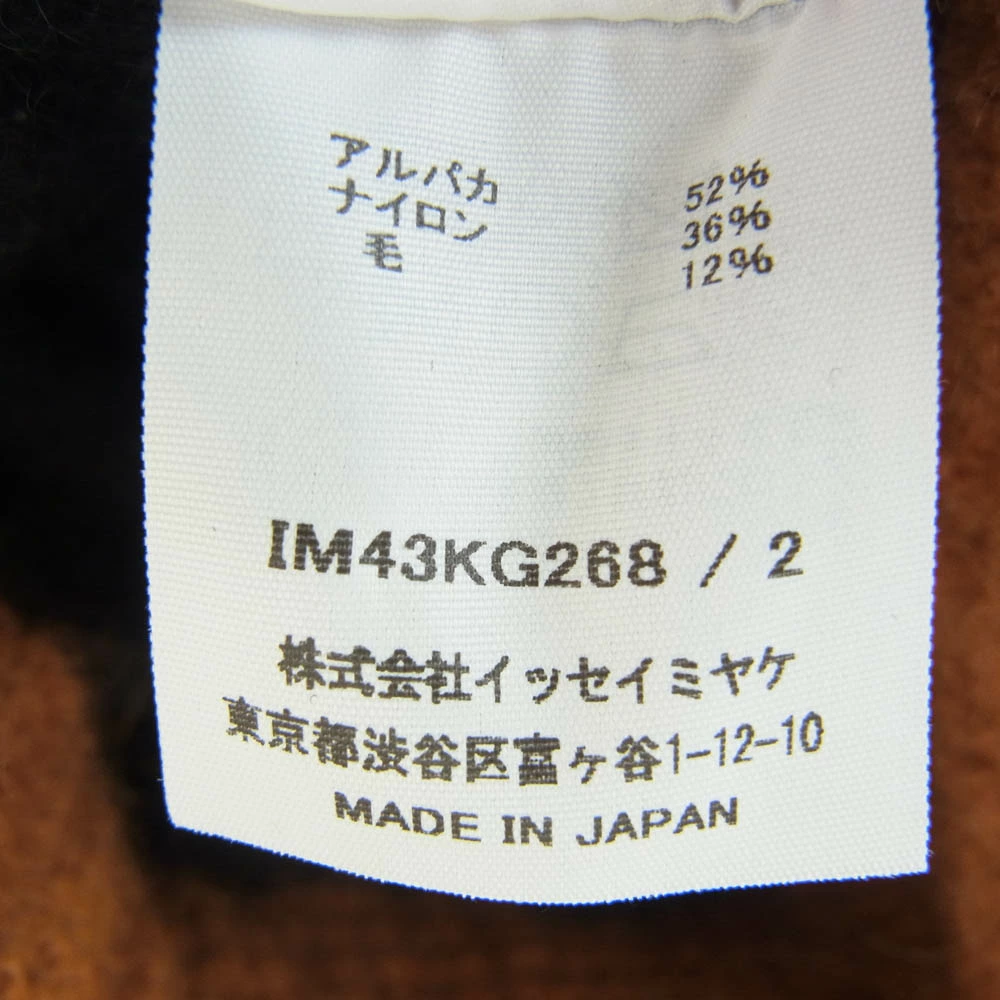 アルパカ 52%
ナイロン 36%
毛 12%
IM43KG268 / 2
株式会社イッセイミヤケ
東京都渋谷区富ヶ谷1-12-10
MADE IN JAPAN